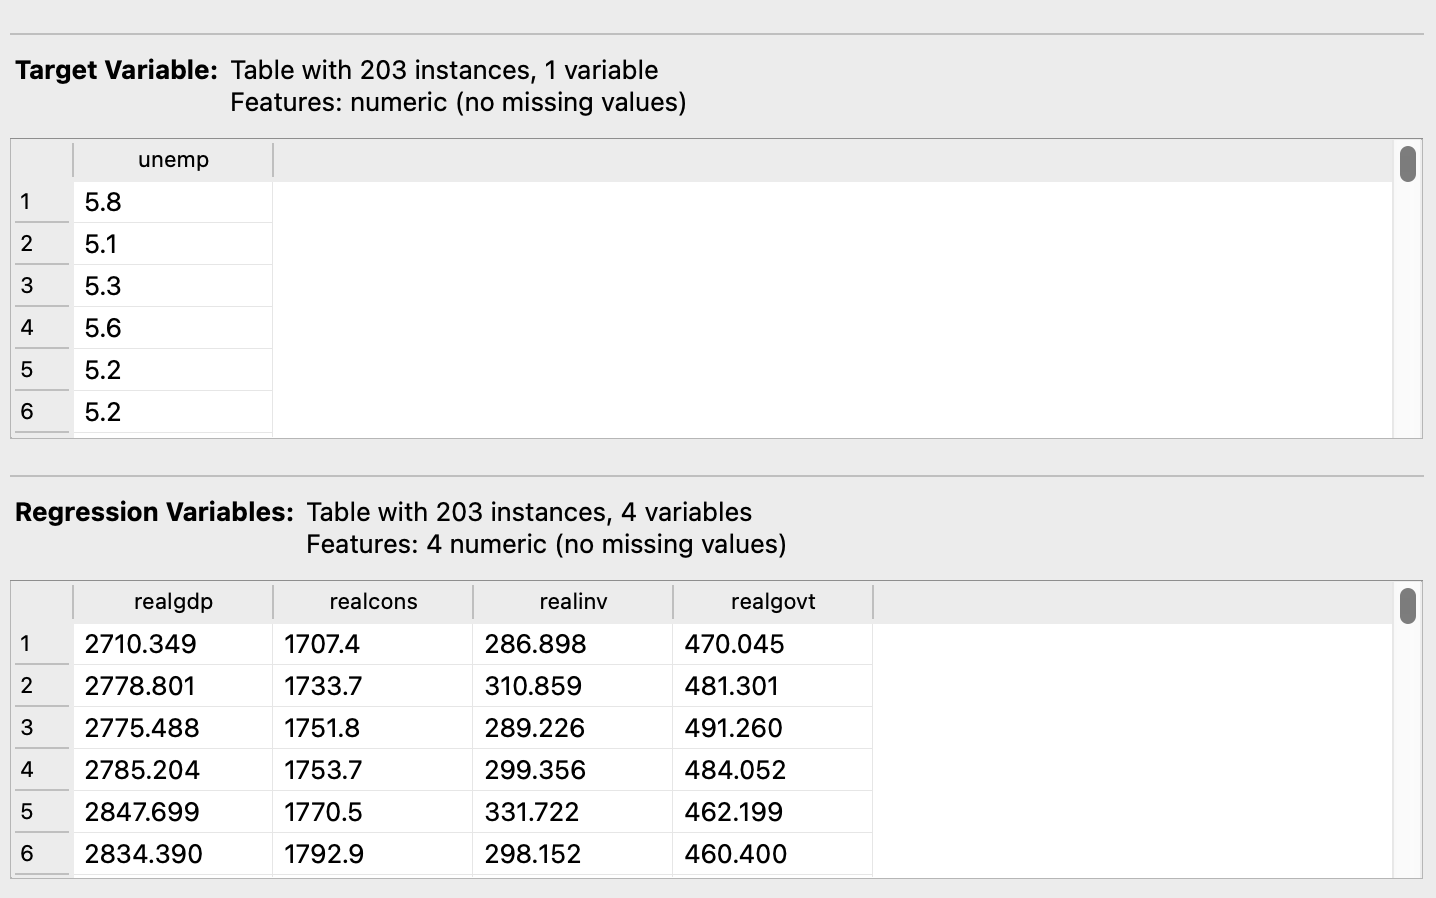 Target Variable: Table with 203 instances, 1 variable
Features: numeric (no missing values)
unemp
1 5.8
2 5.1
3 5.3
4 5.6
5 5.2
6 5.2
Regression Variables: Table with 203 instances, 4 variables
Features: 4 numeric (no missing values)
realgdp realcons realinv realgovt
1 2710.349 1707.4 286.898 470.045
2 2778.801 1733.7 310.859 481.301
3 2775.488 1751.8 289.226 491.260
4 2785.204 1753.7 299.356 484.052
5 2847.699 1770.5 331.722 462.199
6 2834.390 1792.9 298.152 460.400